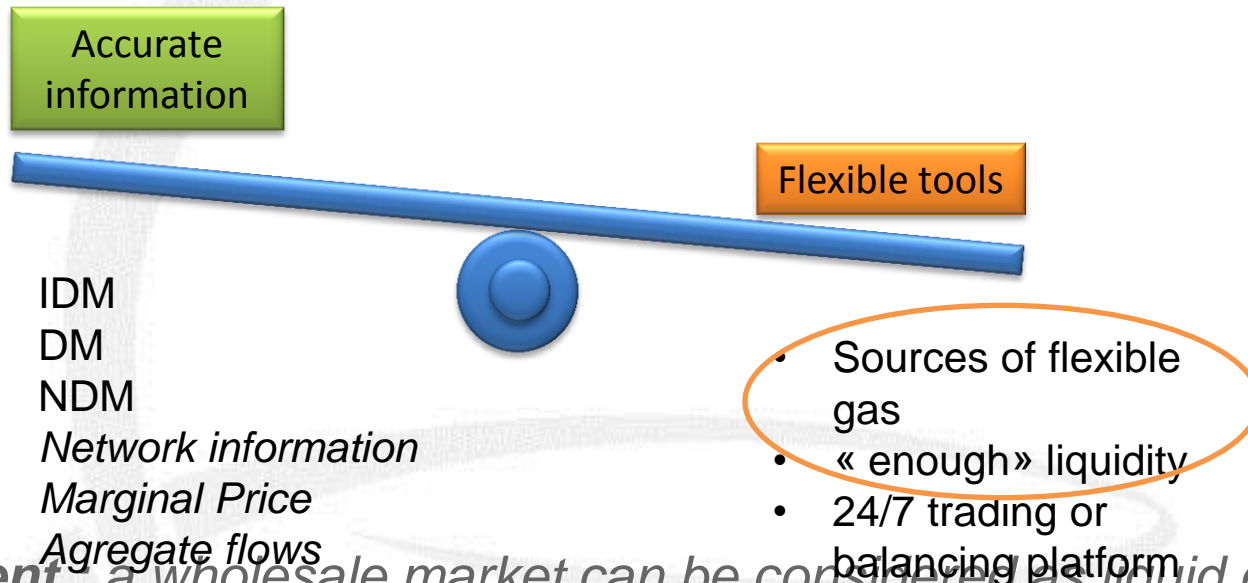 Accurate
information
Flexible tools
IDM
DM
NDM
Network information
Marginal Price
Agregate flows
• Sources of flexible
gas
• « enough» liquidity
• 24/7 trading or
balancing platform
ent : a wholesale market can be considered as